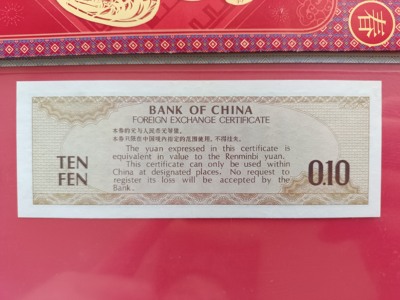 春
BANK OF CHINA
FOREIGN EXCHANGE CERTIFICATE
本券的元与人民币元等值。
本券只限在中国境内指定的范围使用,不得挂失。
The yuan expressed in this certificate is
equivalent in value to the Renminbi yuan.
This certificate can only be used within
China at designated places. No request to
register its loss will be accepted by the
Bank.
TEN
FEN
0.10